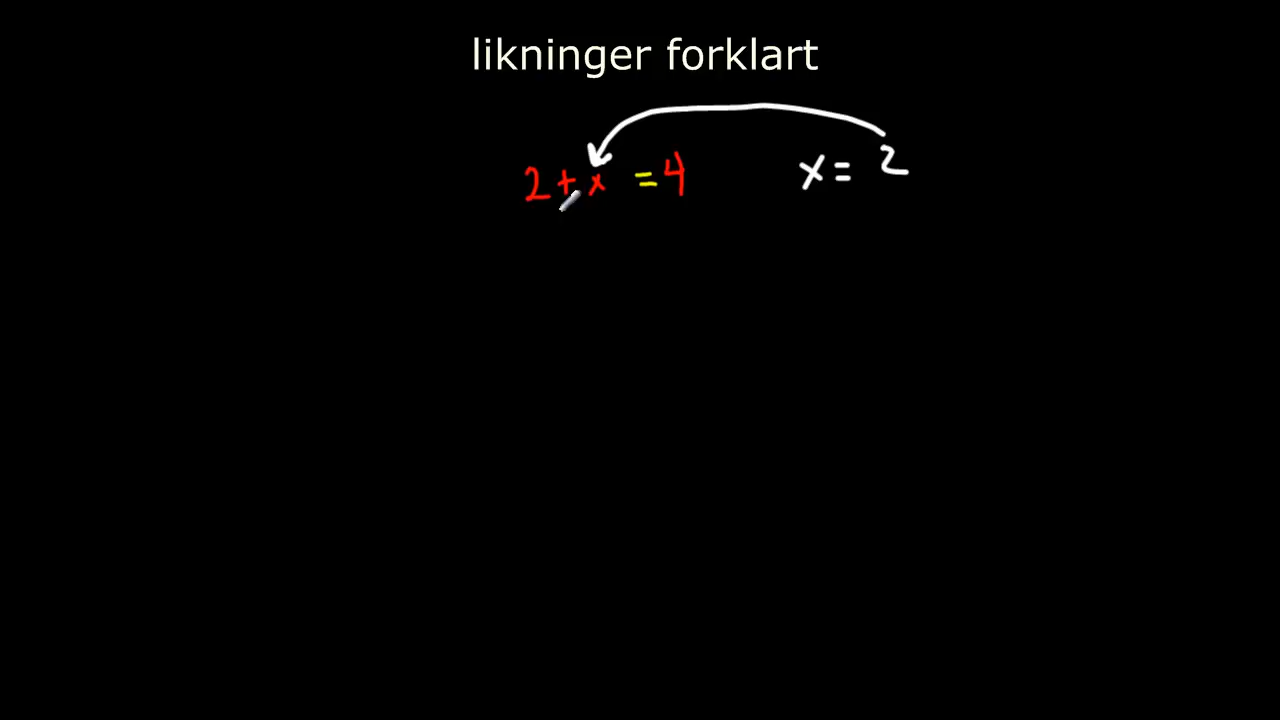 likninger forklart
2 + x = 4 x = 2